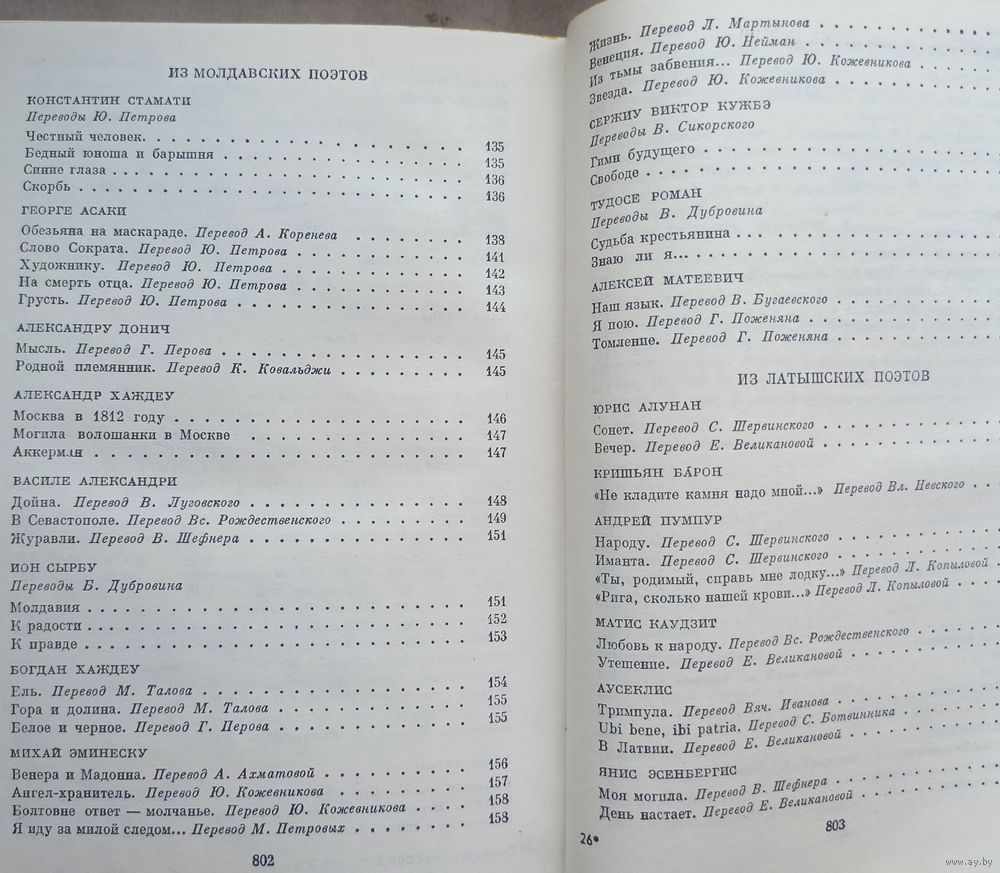 ИЗ МОЛДАВСКИХ ПОЭТОВ
КОНСТАНТИН СТАМАТИ
Переводы Ю. Петрова
Честный человек. 135
Бедный юноша и барышня 135
Синие глаза 136
Скорбь 136
ГЕОРГЕ АСАКИ
Обезьяна на маскараде. Перевод А. Коренева 138
Слово Сократа. Перевод Ю. Петрова 141
Художнику. Перевод Ю. Петрова 142
На смерть отца. Перевод Ю. Петрова 143
Грусть. Перевод Ю. Петрова 144
АЛЕКСАНДРУ ДОНИЧ
Мысль. Перевод Г. Перова 145
Родной племянник. Перевод К. Ковальджи 145
АЛЕКСАНДР ХАЖДЕУ
Москва в 1812 году 146
Могила волошанки в Москве 147
Аккерман 147
ВАСИЛЕ АЛЕКСАНДРИ
Дойна. Перевод В. Луговского 148
В Севастополе. Перевод Вс. Рождественского 149
Журавли. Перевод В. Шефнера 151
ИОН СЫРБУ
Переводы Б. Дубровина
Молдавия 151
К радости 152
К правде 153
БОГДАН ХАЖДЕУ
Ель. Перевод М. Талова 154
Гора и долина. Перевод М. Талова 155
Белое и черное. Перевод Г. Перова 155
МИХАЙ ЭМИНЕСКУ
Венера и Мадонна. Перевод А. Ахматовой 156
Ангел-хранитель. Перевод Ю. Кожевникова 157
Болтовне ответ — молчанье. Перевод Ю. Кожевникова 158
Я иду за милой следом... Перевод М. Петровых 158
802
Жизнь. Перевод Л. Мартынова
Венеция. Перевод Ю. Нейман
Из тьмы забвения... Перевод Ю. Кожевникова
Звезда. Перевод Ю. Кожевникова
СЕРЖИУ ВИКТОР КУЖБЭ
Переводы В. Сикорского
Гимн будущего
Свободе
ТУДОСЕ РОМАН
Переводы В. Дубровина
Судьба крестьянина
Знаю ли я...
АЛЕКСЕЙ МАТЕЕВИЧ
Наш язык. Перевод В. Бугаевского
Я пою. Перевод Г. Поженяна
Томление. Перевод Г. Поженяна
ИЗ ЛАТЫШСКИХ ПОЭТОВ
ЮРИС АЛУНАН
Сонет. Перевод С. Шервинского
Вечер. Перевод Е. Великановой
КРИШЬЯН БА́РОН
«Не кладите камня надо мной...» Перевод Вл. Невского
АНДРЕЙ ПУМПУР
Народу. Перевод С. Шервинского
Иманта. Перевод С. Шервинского
«Ты, родимый, справь мне лодку...» Перевод Л. Копыловой
«Рига, сколько нашей крови...» Перевод Л. Копыловой
МАТИС КАУДЗИТ
Любовь к народу. Перевод Вс. Рождественского
Утешение. Перевод Е. Великановой
АУСЕКЛИС
Тримпула. Перевод Вяч. Иванова
Ubi bene, ibi patria. Перевод С. Ботвинника
В Латвии. Перевод Е. Великановой
ЯНИС ЭСЕНБЕРГИС
Моя могила. Перевод В. Шефнера
День настает. Перевод Е. Великановой
26*
803
www.ay.by